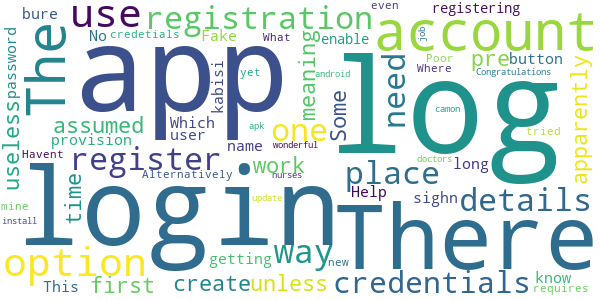 bure
credetials
No
use
registration
Fake
What
even
registering
account
job
The
password
app
yet
enable
kabisi
meaning
Some
need
log
pre
button
Poor
Where
Congratulations
apparently
useless
assumed
provision
apk
Which
user
one
android
camon
tried
Havent
register
name
wonderful
work
long
doctors
mine
install
login
time
Alternatively
nurses
place
Help
sighn
details
There
option
way
update
getting
new
know
requires
This
first
create
unless
credentials